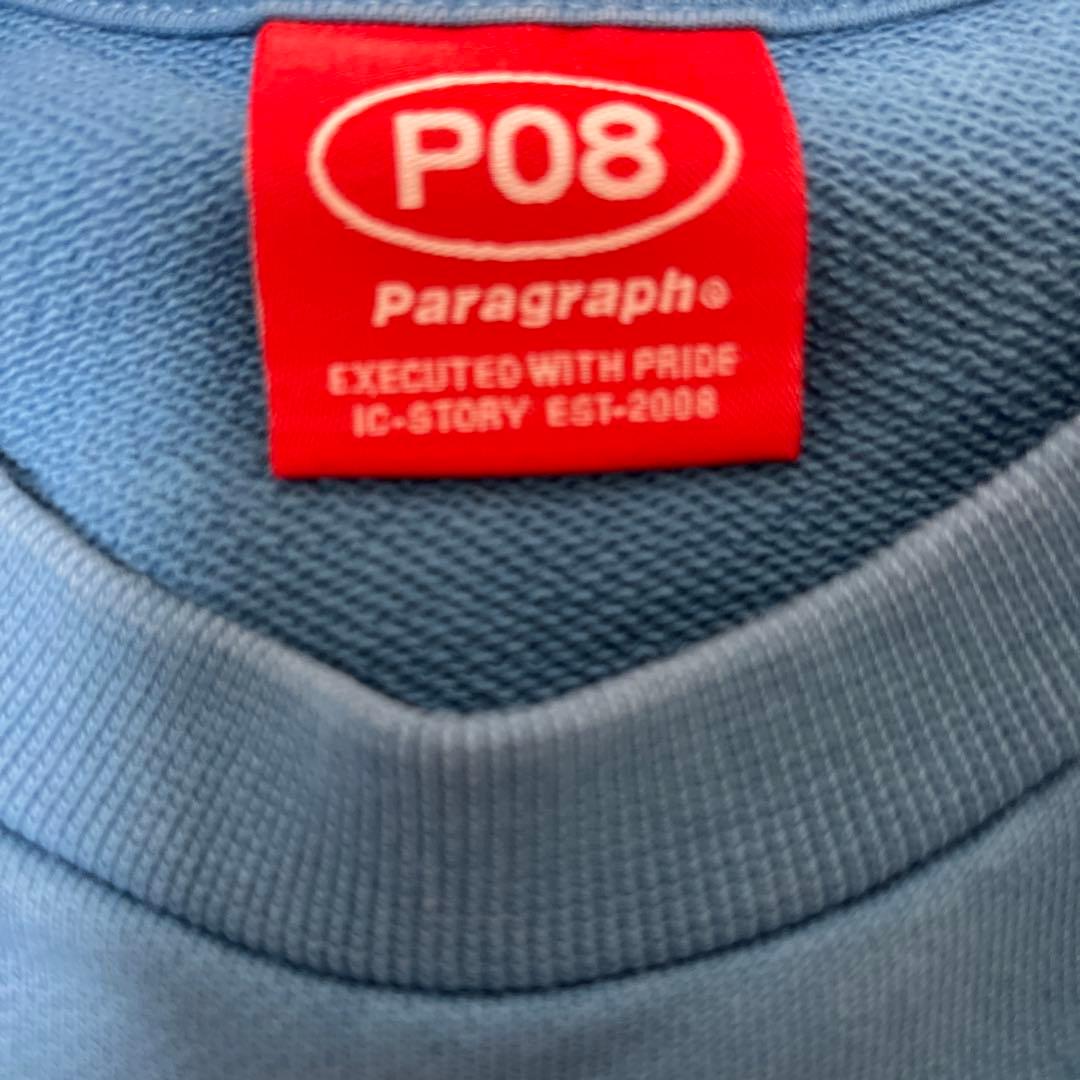 P08
Paragraph®
EXECUTED WITH PRIDE
IC-STORY EST-2008